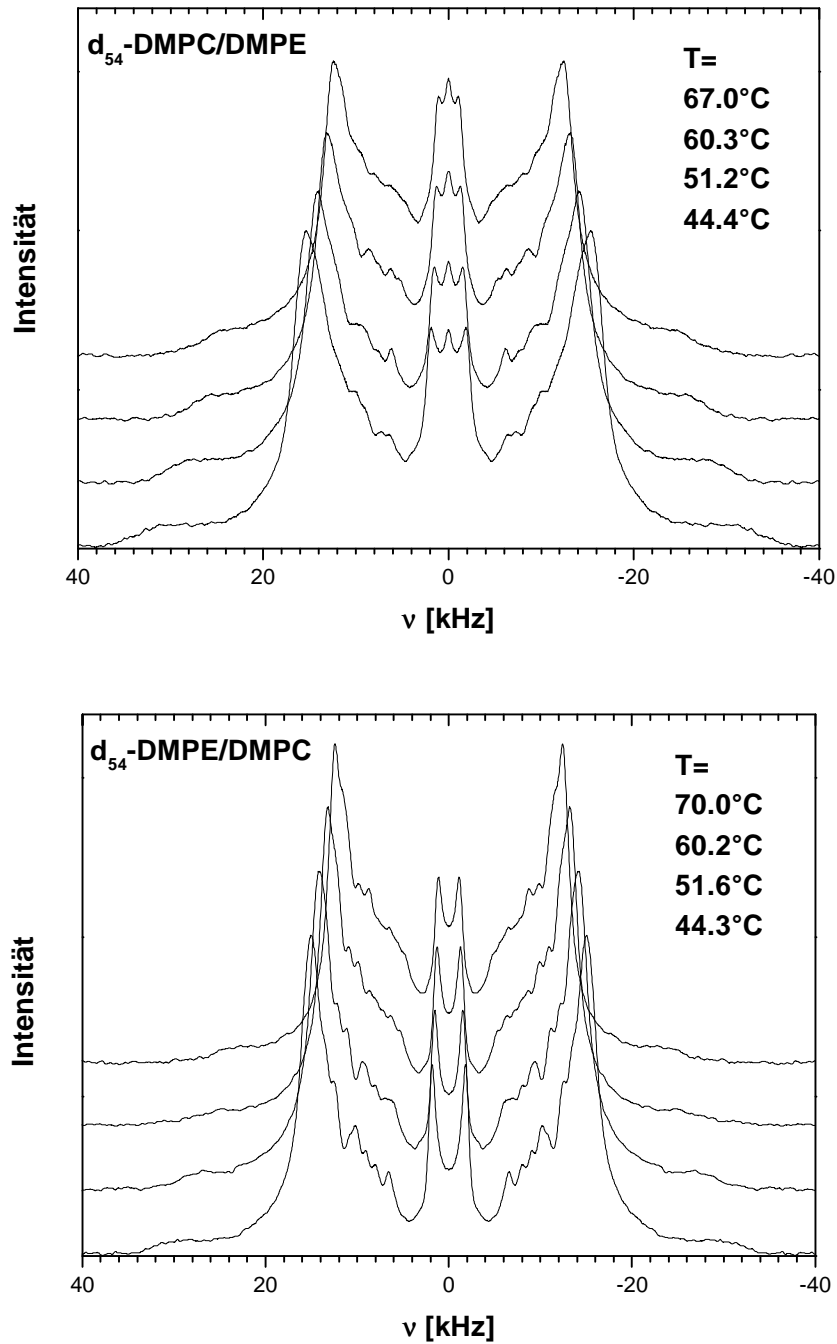 d54-DMPC/DMPE
T=
67.0°C
60.3°C
51.2°C
44.4°C
Intensität
40 20 0 -20 -40
ν [kHz]
d54-DMPE/DMPC
T=
70.0°C
60.2°C
51.6°C
44.3°C
Intensität
40 20 0 -20 -40
ν [kHz]